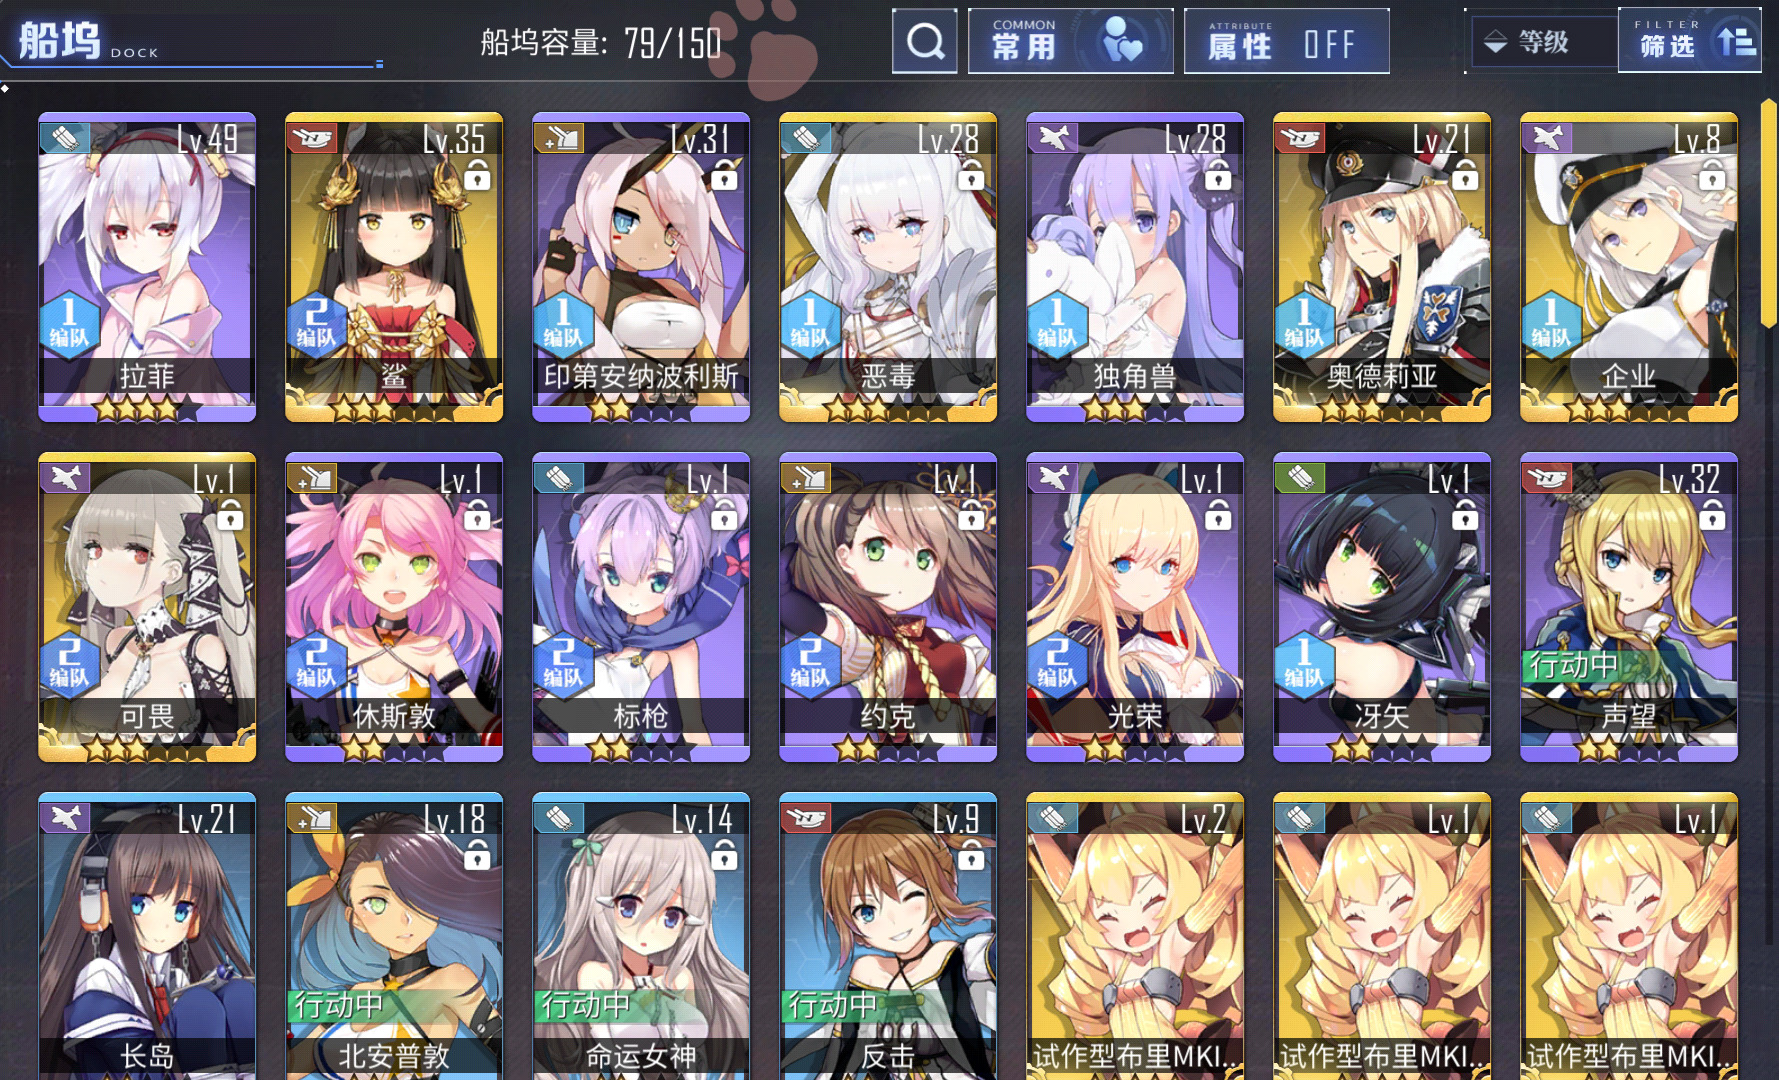 船坞 DOCK
船坞容量: 79/150
COMMON
常用
ATTRIBUTE
属性 OFF
等级
FILTER
筛选
Lv.49
1
编队
拉菲
Lv.35
2
编队
鲨
Lv.31
1
编队
印第安纳波利斯
Lv.28
1
编队
恶毒
Lv.28
1
编队
独角兽
Lv.21
1
编队
奥德莉亚
Lv.8
1
编队
企业
Lv.1
2
编队
可畏
Lv.1
2
编队
休斯敦
Lv.1
2
编队
标枪
Lv.1
2
编队
约克
Lv.1
2
编队
光荣
Lv.1
1
编队
冴矢
Lv.32
行动中
声望
Lv.21
长岛
Lv.18
行动中
北安普敦
Lv.14
行动中
命运女神
Lv.9
行动中
反击
Lv.2
试作型布里MKI...
Lv.1
试作型布里MKI...
Lv.1
试作型布里MKI...